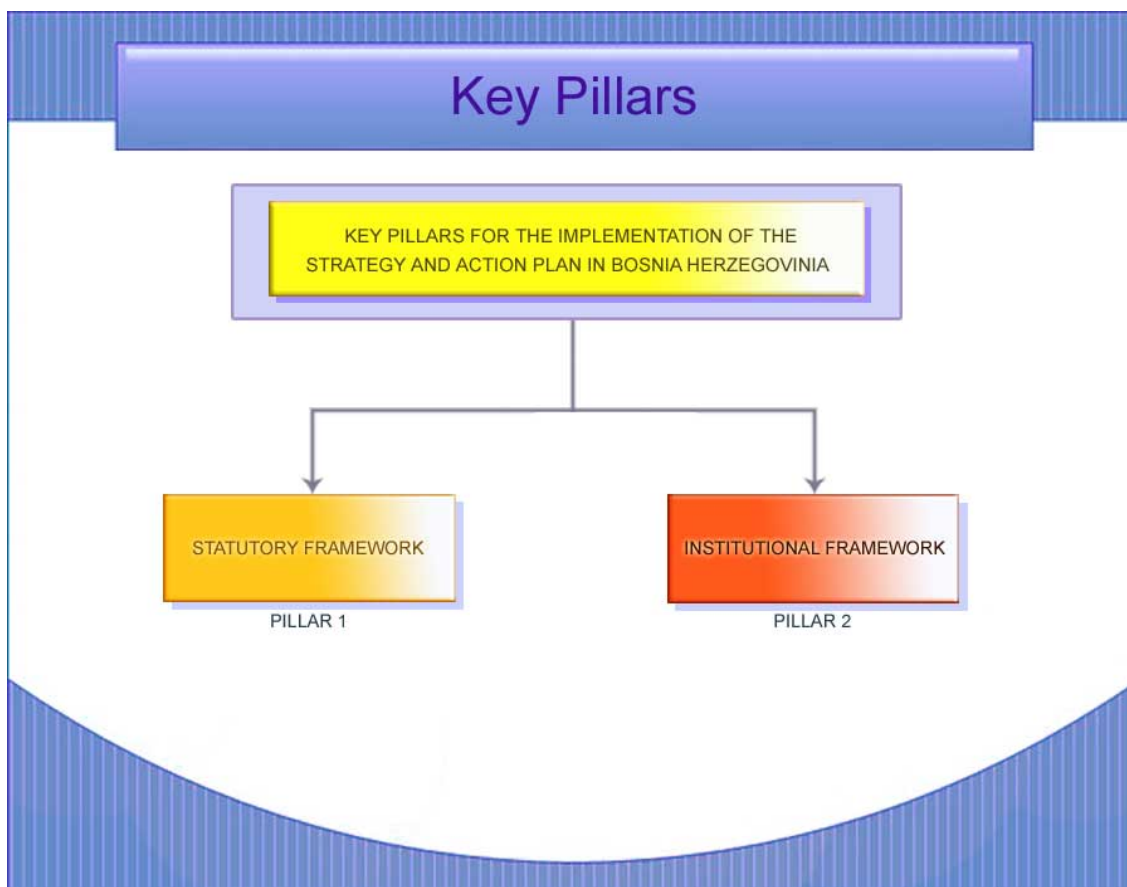 Key Pillars
KEY PILLARS FOR THE IMPLEMENTATION OF THE
STRATEGY AND ACTION PLAN IN BOSNIA HERZEGOVINIA
STATUTORY FRAMEWORK
PILLAR 1
INSTITUTIONAL FRAMEWORK
PILLAR 2